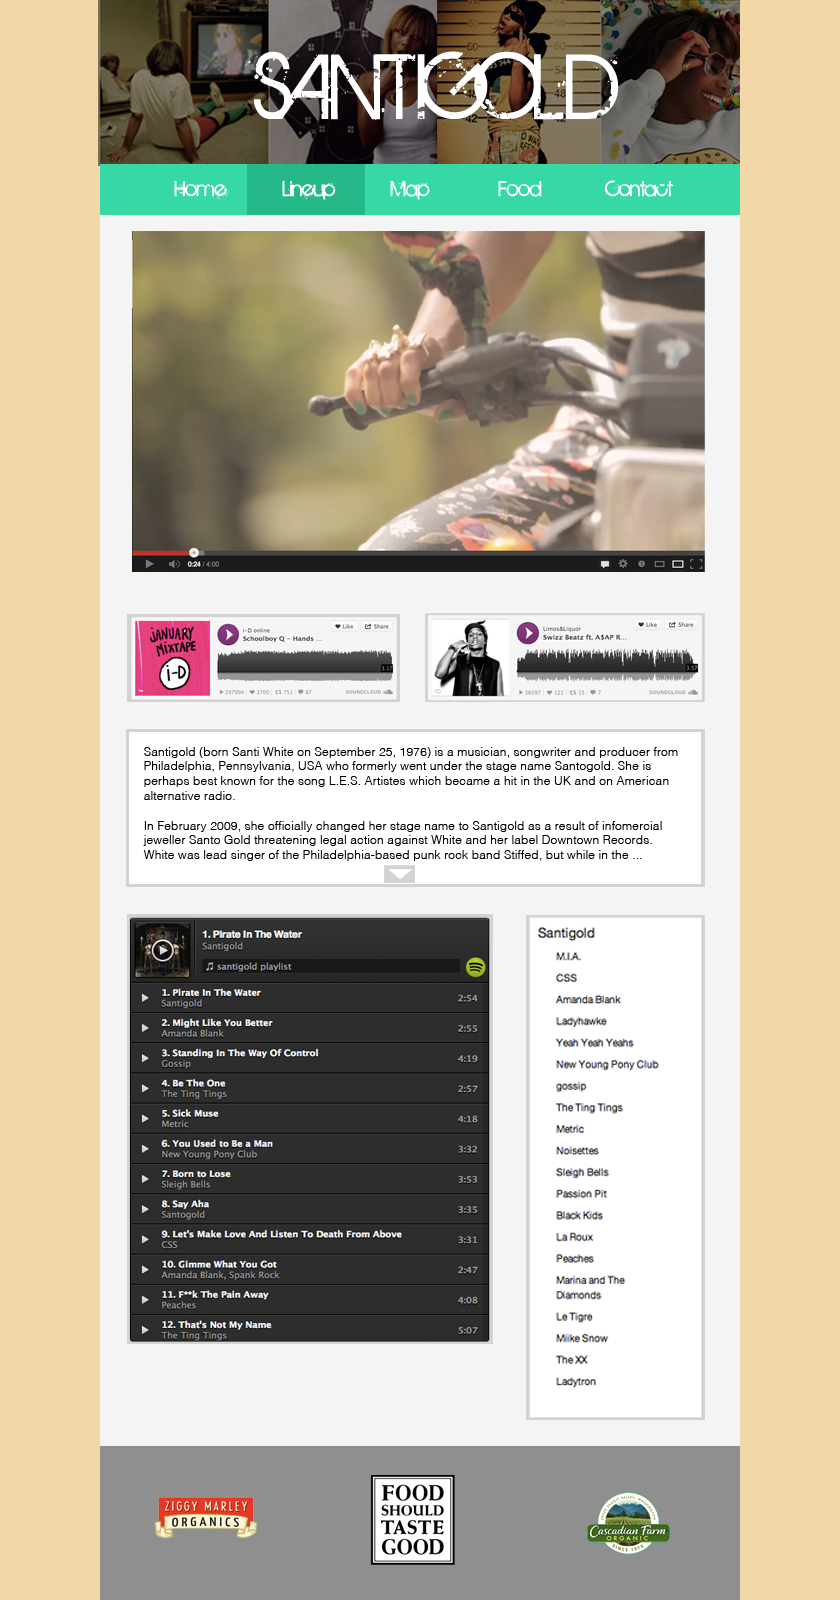 SANTIGOLD
Home Lineup Map Food Contact
0:24 / 4:00
JANUARY
MIXTAPE
i-D
i-D online
Schoolboy Q - Hands ...
Like Share
3.17
297994 3700 751 87
SOUNDCLOUD
Limos&Liquor
Swizz Beatz ft. A$AP R...
Like Share
3.57
36097 121 15 7
SOUNDCLOUD
Santigold (born Santi White on September 25, 1976) is a musician, songwriter and producer from
Philadelphia, Pennsylvania, USA who formerly went under the stage name Santogold. She is
perhaps best known for the song L.E.S. Artistes which became a hit in the UK and on American
alternative radio.
In February 2009, she officially changed her stage name to Santigold as a result of infomercial
jeweller Santo Gold threatening legal action against White and her label Downtown Records.
White was lead singer of the Philadelphia-based punk rock band Stiffed, but while in the ...
1. Pirate In The Water
Santigold
santigold playlist
1. Pirate In The Water
Santigold
2:54
2. Might Like You Better
Amanda Blank
2:55
3. Standing In The Way Of Control
Gossip
4:19
4. Be The One
The Ting Tings
2:57
5. Sick Muse
Metric
4:18
6. You Used to Be a Man
New Young Pony Club
3:32
7. Born to Lose
Sleigh Bells
3:53
8. Say Aha
Santogold
3:35
9. Let's Make Love And Listen To Death From Above
CSS
3:31
10. Gimme What You Got
Amanda Blank, Spank Rock
2:47
11. F**k The Pain Away
Peaches
4:08
12. That's Not My Name
The Ting Tings
5:07
Santigold
M.I.A.
CSS
Amanda Blank
Ladyhawke
Yeah Yeah Yeahs
New Young Pony Club
gossip
The Ting Tings
Metric
Noisettes
Sleigh Bells
Passion Pit
Black Kids
La Roux
Peaches
Marina and The
Diamonds
Le Tigre
Miike Snow
The XX
Ladytron
ZIGGY MARLEY
ORGANICS
FOOD
SHOULD
TASTE
GOOD
Cascadian Farm
ORGANIC
SINCE 1972